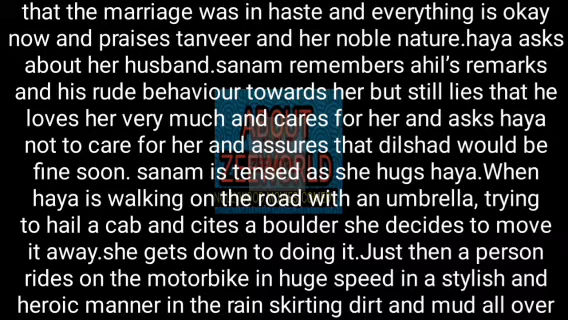 that the marriage was in haste and everything is okay
now and praises tanveer and her noble nature.haya asks
about her husband.sanam remembers ahil's remarks
and his rude behaviour towards her but still lies that he
loves her very much and cares for her and asks haya
not to care for her and assures that dilshad would be
fine soon. sanam is tensed as she hugs haya.When
haya is walking on the road with an umbrella, trying
to hail a cab and cites a boulder she decides to move
it away.she gets down to doing it.Just then a person
rides on the motorbike in huge speed in a stylish and
heroic manner in the rain skirting dirt and mud all over
ABOUT
ZEEWORLD